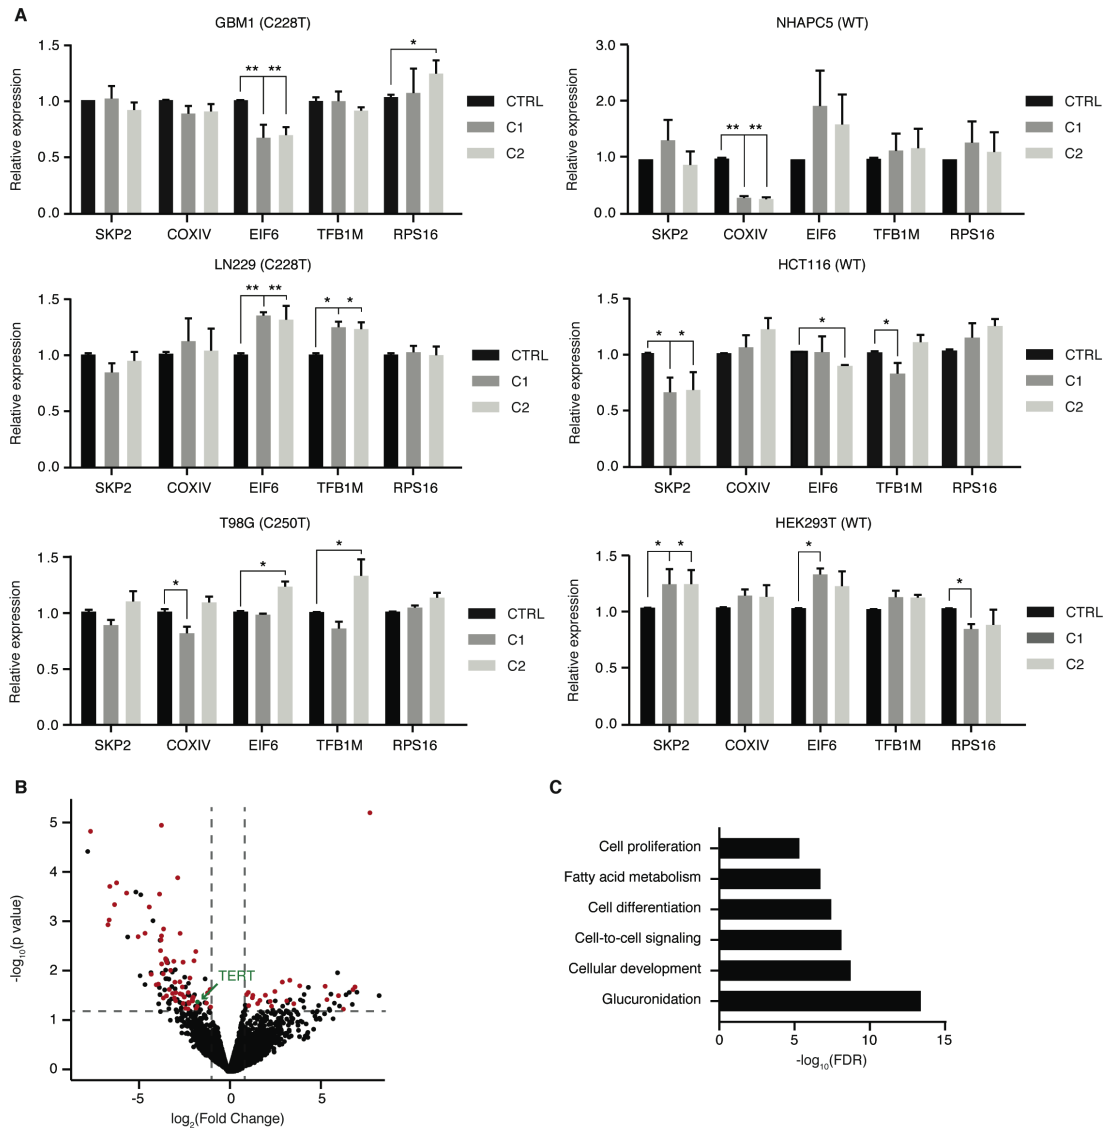 A
GBM1 (C228T)
Relative expression
1.5
1.0
0.5
0.0
** **
*
SKP2 COXIV EIF6 TFB1M RPS16
CTRL
C1
C2
NHAPC5 (WT)
Relative expression
3.0
2.0
1.0
0.0
** **
SKP2 COXIV EIF6 TFB1M RPS16
CTRL
C1
C2
LN229 (C228T)
Relative expression
1.5
1.0
0.5
0.0
** **
* *
SKP2 COXIV EIF6 TFB1M RPS16
CTRL
C1
C2
HCT116 (WT)
Relative expression
1.5
1.0
0.5
0.0
* *
*
*
SKP2 COXIV EIF6 TFB1M RPS16
CTRL
C1
C2
T98G (C250T)
Relative expression
1.5
1.0
0.5
0.0
*
*
*
SKP2 COXIV EIF6 TFB1M RPS16
CTRL
C1
C2
HEK293T (WT)
Relative expression
1.5
1.0
0.5
0.0
* *
*
*
SKP2 COXIV EIF6 TFB1M RPS16
CTRL
C1
C2
B
-log10(p value)
5
4
3
2
1
0
TERT
-5 0 5
log2(Fold Change)
C
Cell proliferation
Fatty acid metabolism
Cell differentiation
Cell-to-cell signaling
Cellular development
Glucuronidation
0 5 10 15
-log10(FDR)